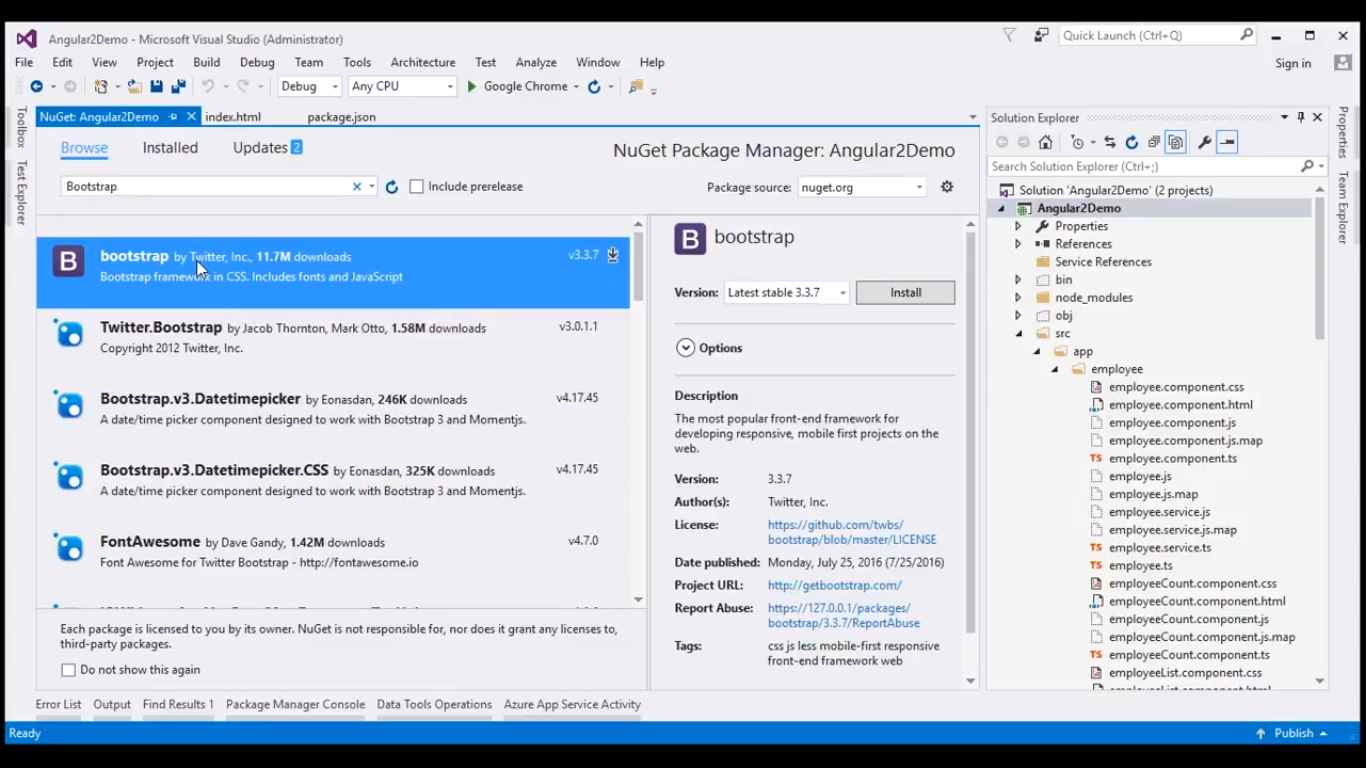 Angular2Demo - Microsoft Visual Studio (Administrator)
Quick Launch (Ctrl+Q)
File Edit View Project Build Debug Team Tools Architecture Test Analyze Window Help
Sign in
Debug Any CPU Google Chrome
Toolbox
Test Explorer
NuGet: Angular2Demo index.html package.json
Browse Installed Updates 2
NuGet Package Manager: Angular2Demo
Bootstrap
Include prerelease
Package source: nuget.org
B
bootstrap by Twitter, Inc., 11.7M downloads v3.3.7
Bootstrap framework in CSS. Includes fonts and JavaScript
Twitter.Bootstrap by Jacob Thornton, Mark Otto, 1.58M downloads v3.0.1.1
Copyright 2012 Twitter, Inc.
Bootstrap.v3.Datetimepicker by Eonasdan, 246K downloads v4.17.45
A date/time picker component designed to work with Bootstrap 3 and Momentjs.
Bootstrap.v3.Datetimepicker.CSS by Eonasdan, 325K downloads v4.17.45
A date/time picker component designed to work with Bootstrap 3 and Momentjs.
FontAwesome by Dave Gandy, 1.42M downloads v4.7.0
Font Awesome for Twitter Bootstrap - http://fontawesome.io
Each package is licensed to you by its owner. NuGet is not responsible for, nor does it grant any licenses to,
third-party packages.
Do not show this again
B bootstrap
Version: Latest stable 3.3.7 Install
Options
Description
The most popular front-end framework for
developing responsive, mobile first projects on the
web.
Version: 3.3.7
Author(s): Twitter, Inc.
License: https://github.com/twbs/
bootstrap/blob/master/LICENSE
Date published: Monday, July 25, 2016 (7/25/2016)
Project URL: http://getbootstrap.com/
Report Abuse: https://127.0.0.1/packages/
bootstrap/3.3.7/ReportAbuse
Tags: css js less mobile-first responsive
front-end framework web
Solution Explorer
Search Solution Explorer (Ctrl+;)
Solution 'Angular2Demo' (2 projects)
Angular2Demo
Properties
References
Service References
bin
node_modules
obj
src
app
employee
employee.component.css
employee.component.html
employee.component.js
employee.component.js.map
TS employee.component.ts
employee.js
employee.js.map
employee.service.js
employee.service.js.map
TS employee.service.ts
TS employee.ts
employeeCount.component.css
employeeCount.component.html
employeeCount.component.js
employeeCount.component.js.map
TS employeeCount.component.ts
employeeList.component.css
employeeList.component.html
Properties
Team Explorer
Error List Output Find Results 1 Package Manager Console Data Tools Operations Azure App Service Activity
Ready
Publish